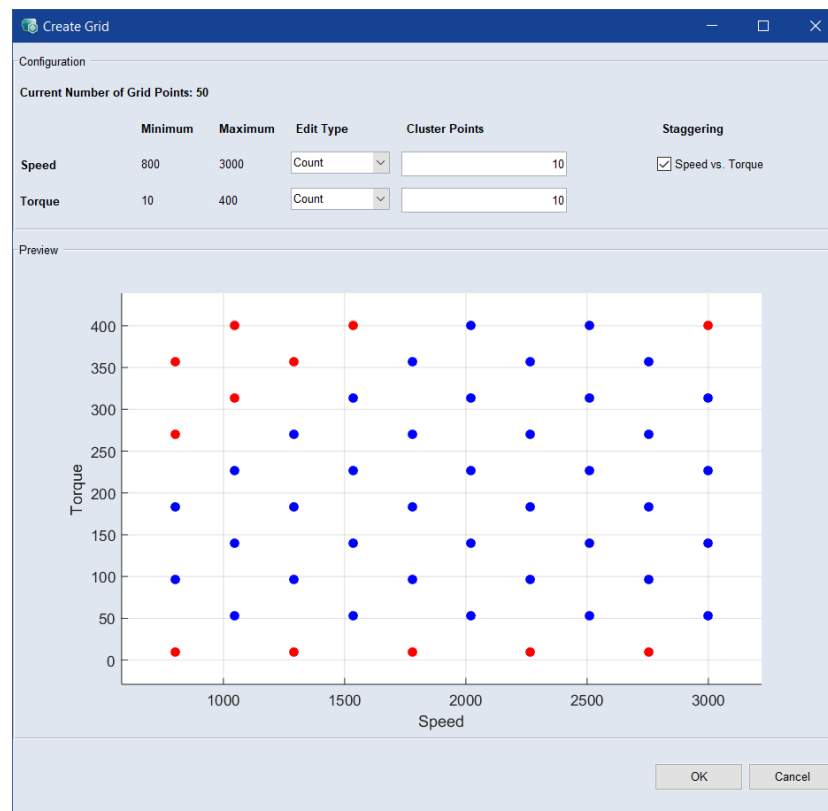 Create Grid
Configuration
Current Number of Grid Points: 50
Minimum Maximum Edit Type Cluster Points Staggering
Speed 800 3000 Count 10 Speed vs. Torque
Torque 10 400 Count 10
Preview
400
350
300
250
200
150
100
50
0
Torque
1000 1500 2000 2500 3000
Speed
OK Cancel